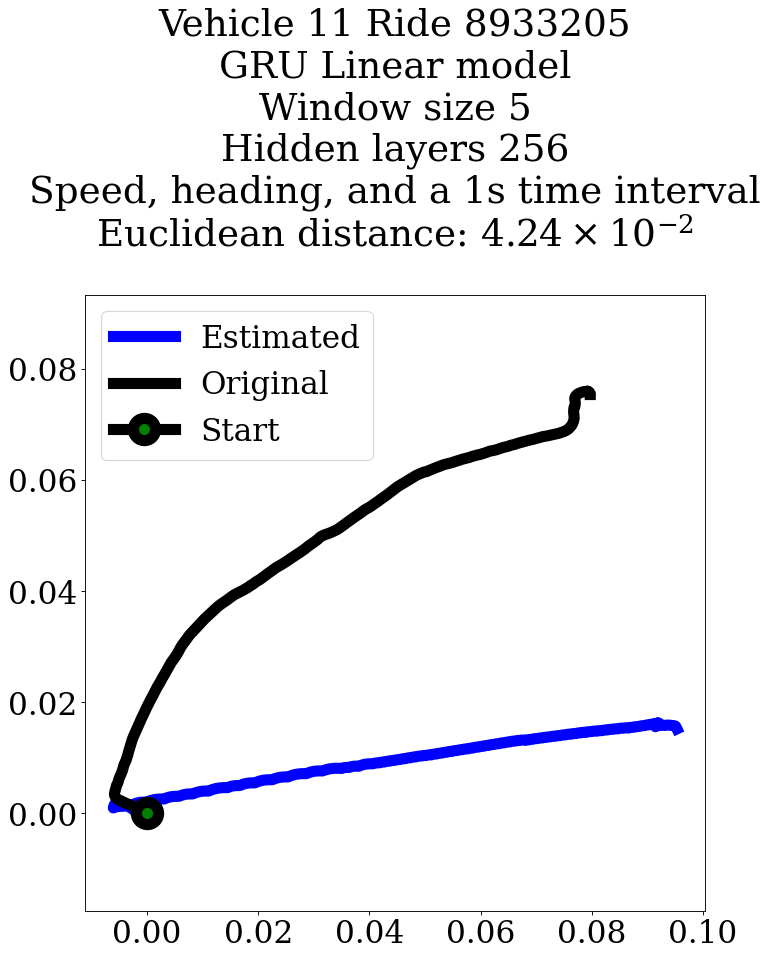 Vehicle 11 Ride 8933205
GRU Linear model
Window size 5
Hidden layers 256
Speed, heading, and a 1s time interval
Euclidean distance: 4.24 × 10⁻²
Estimated
Original
Start
0.08
0.06
0.04
0.02
0.00
0.00 0.02 0.04 0.06 0.08 0.10